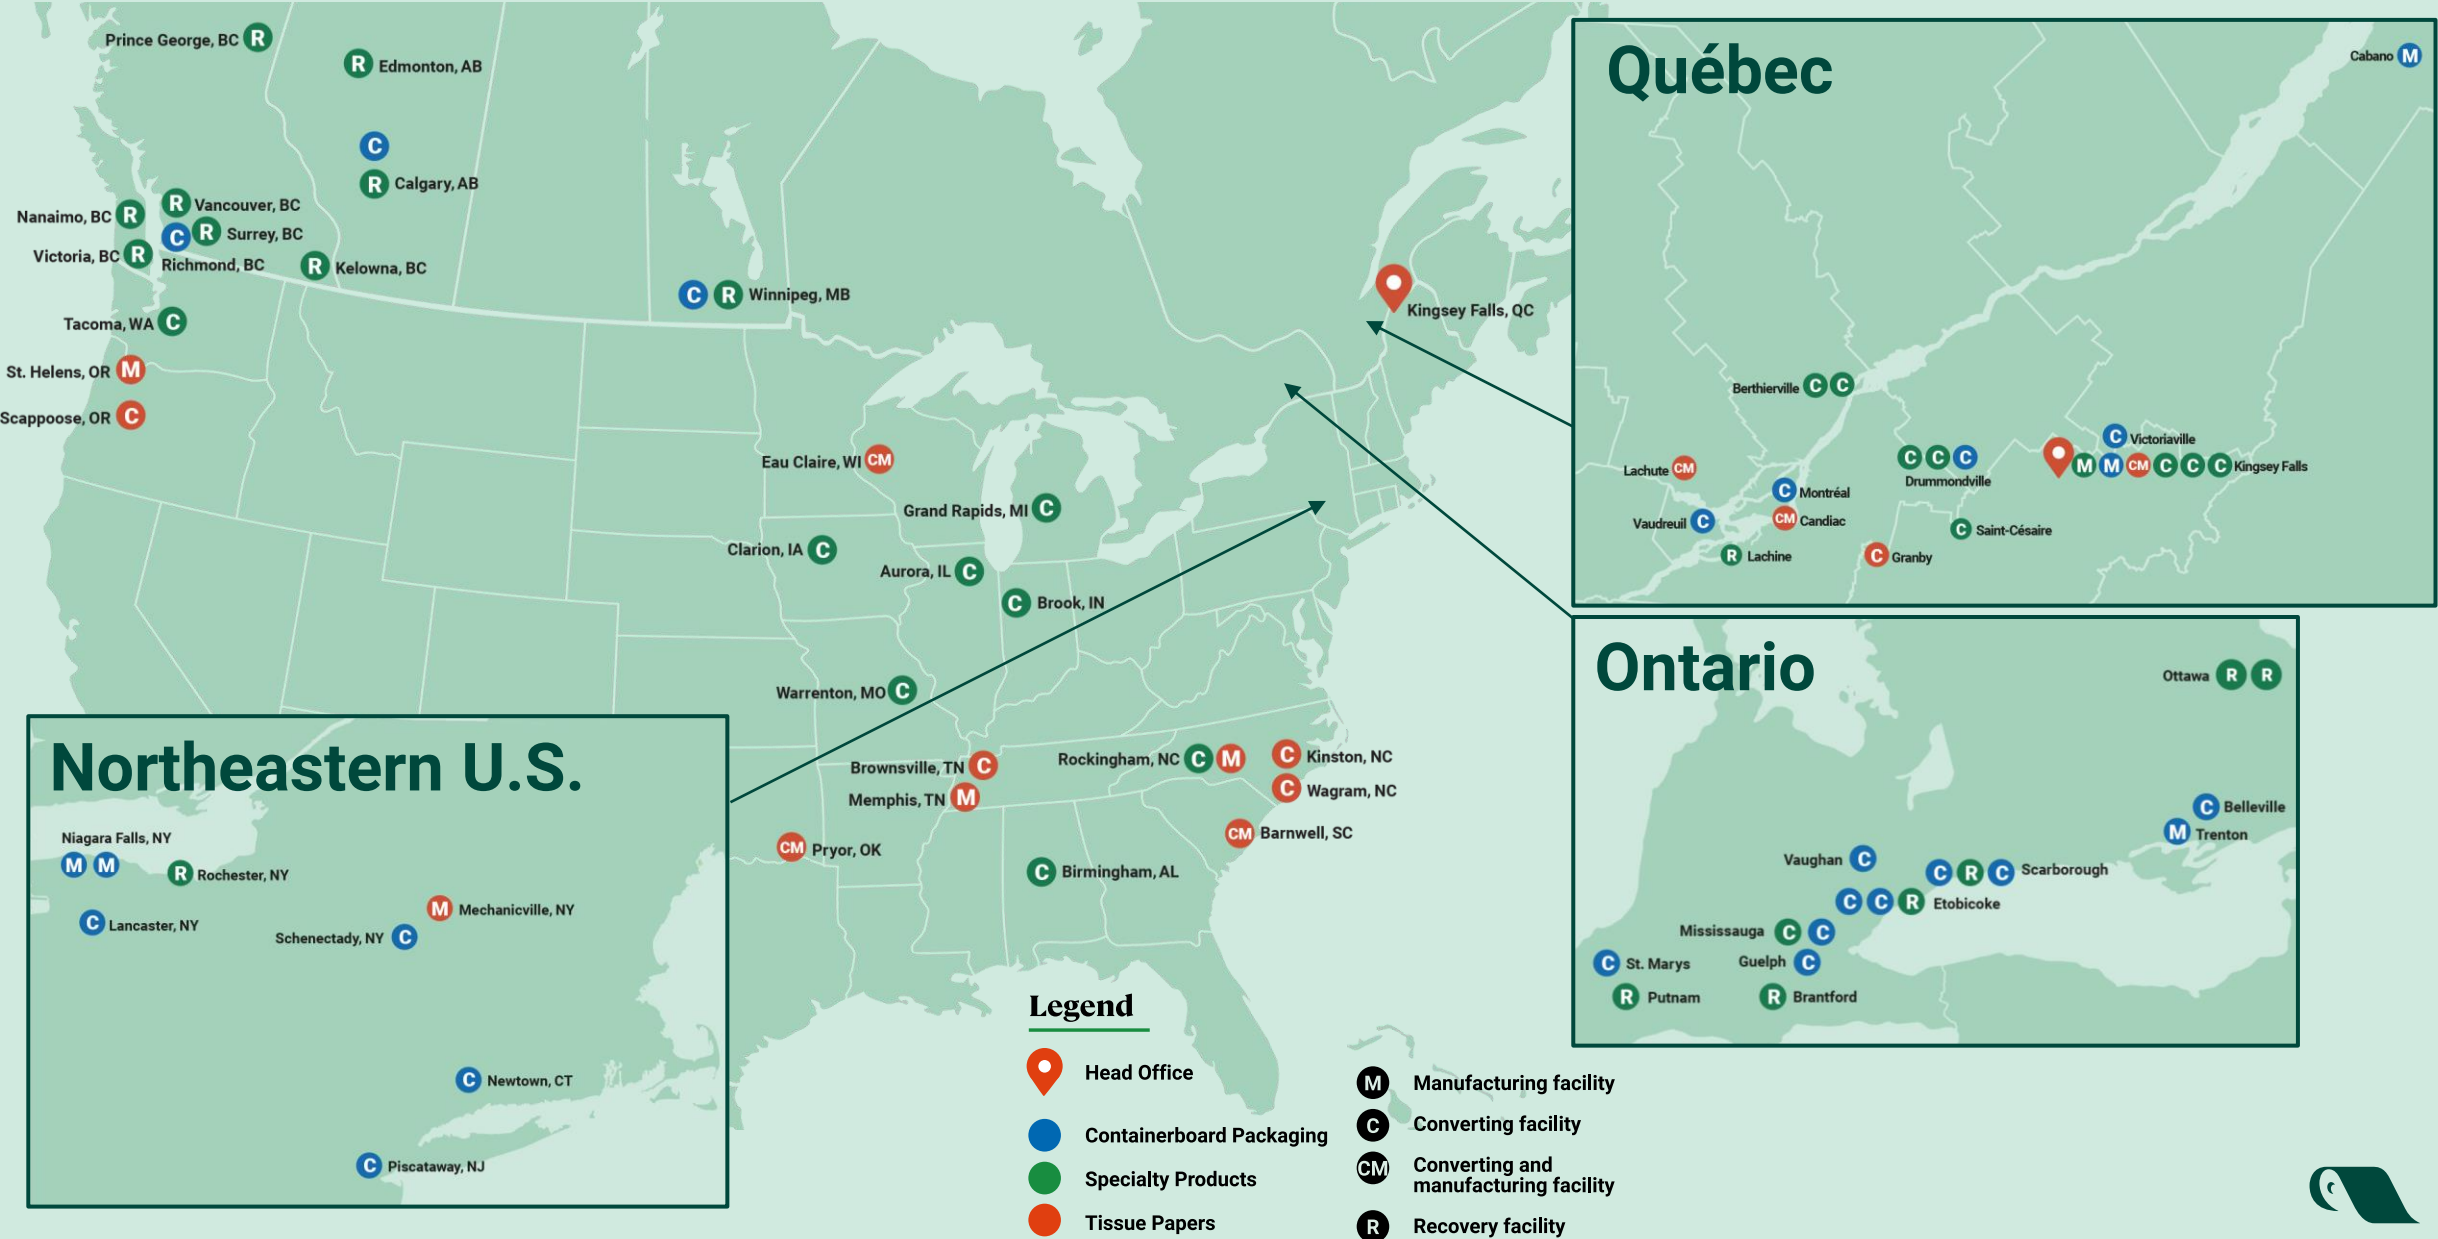 Prince George, BC R
R Edmonton, AB
C
R Calgary, AB
Nanaimo, BC R
R Vancouver, BC
C R Surrey, BC
Victoria, BC R
Richmond, BC
R Kelowna, BC
C R Winnipeg, MB
Tacoma, WA C
St. Helens, OR M
Scappoose, OR C
Kingsey Falls, QC
Eau Claire, WI CM
Grand Rapids, MI C
Clarion, IA C
Aurora, IL C
C Brook, IN
Warrenton, MO C
Brownsville, TN C
Memphis, TN M
Rockingham, NC C M
C Kinston, NC
C Wagram, NC
CM Barnwell, SC
CM Pryor, OK
C Birmingham, AL
Québec
Cabano M
Berthierville C C
C Victoriaville
C C C
Drummondville
M M CM C C C Kingsey Falls
Lachute CM
C Montréal
Vaudreuil C
CM Candiac
C Saint-Césaire
R Lachine
C Granby
Ontario
Ottawa R R
C Belleville
M Trenton
Vaughan C
C R C Scarborough
C C R Etobicoke
Mississauga C C
C St. Marys
Guelph C
R Putnam
R Brantford
Northeastern U.S.
Niagara Falls, NY
M M
R Rochester, NY
C Lancaster, NY
M Mechanicville, NY
Schenectady, NY C
C Newtown, CT
C Piscataway, NJ
Legend
Head Office
Containerboard Packaging
Specialty Products
Tissue Papers
M Manufacturing facility
C Converting facility
CM Converting and
manufacturing facility
R Recovery facility